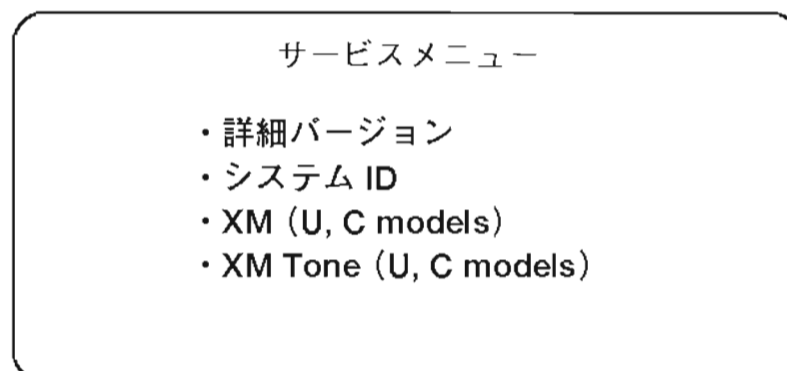 サービスメニュー
・詳細バージョン
・システム ID
・XM (U, C models)
・XM Tone (U, C models)